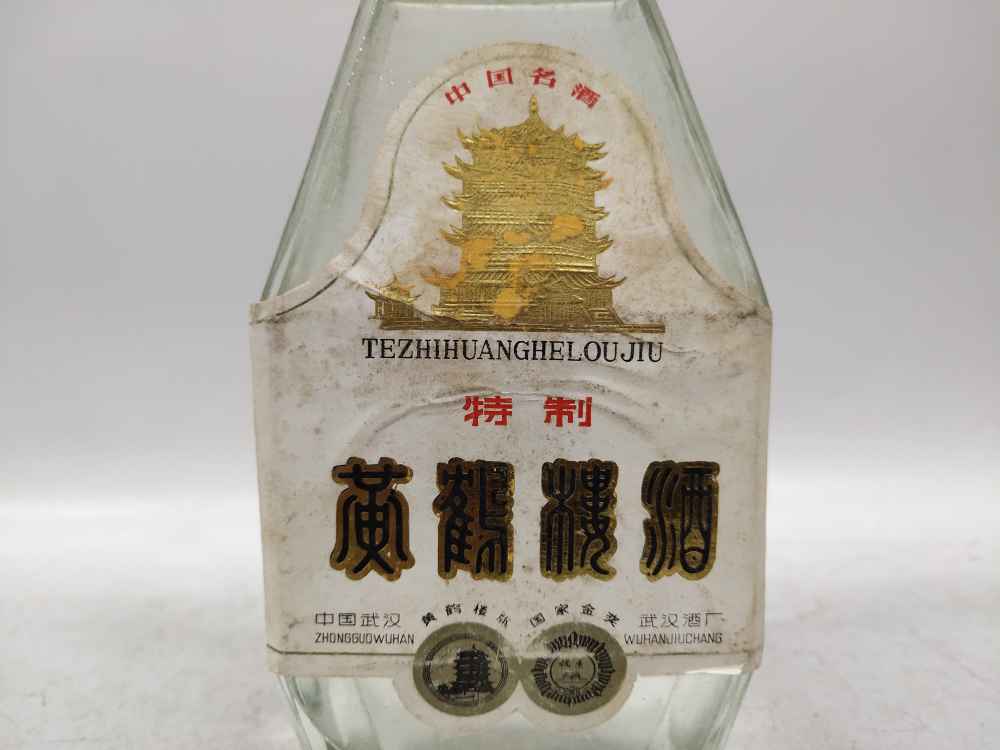 中国名酒
TEZHIHUANGHELOUJIU
特制
黄鹤楼酒
中国武汉 黄鹤楼牌 国家金奖 武汉酒厂
ZHONGGUOWUHAN WUHANJIUCHANG